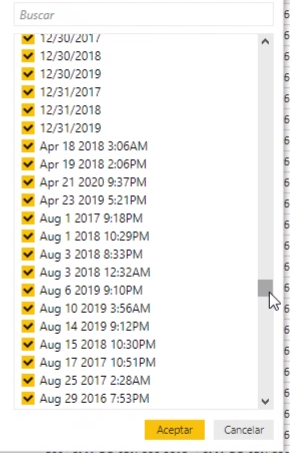 Buscar
12/30/2017
12/30/2018
12/30/2019
12/31/2017
12/31/2018
12/31/2019
Apr 18 2018 3:06AM
Apr 19 2018 2:06PM
Apr 21 2020 9:37PM
Apr 23 2019 5:21PM
Aug 1 2017 9:18PM
Aug 1 2018 10:29PM
Aug 3 2018 8:33PM
Aug 3 2018 12:32AM
Aug 6 2019 9:10PM
Aug 10 2019 3:56AM
Aug 14 2019 9:12PM
Aug 15 2018 10:30PM
Aug 17 2017 10:51PM
Aug 25 2017 2:28AM
Aug 29 2016 7:53PM
Aceptar Cancelar